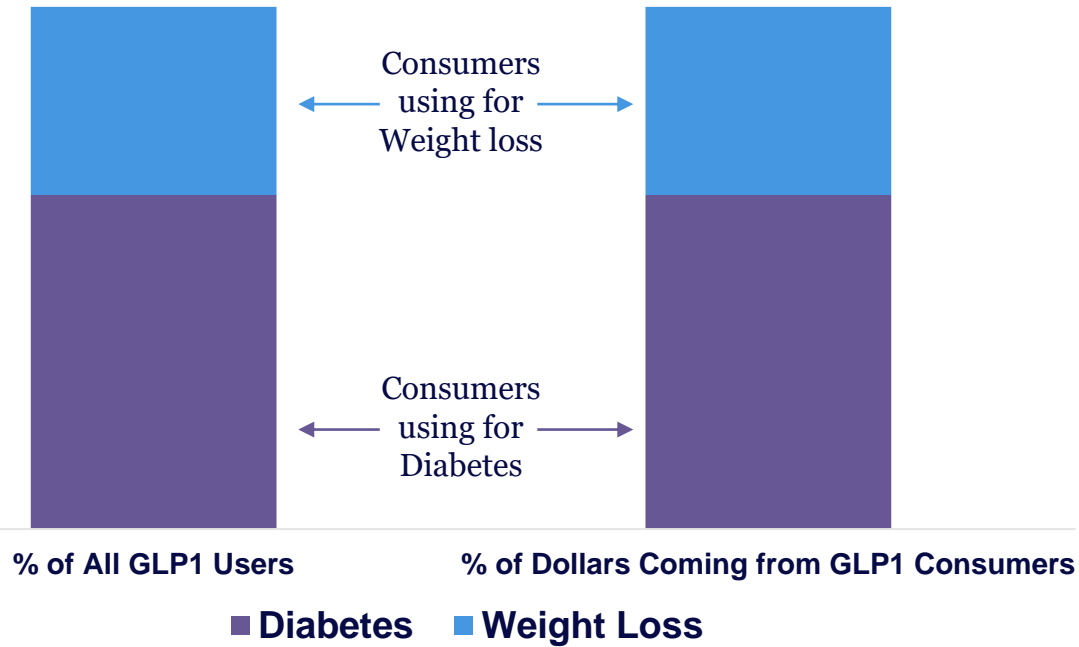 Consumers
using for
Weight loss
Consumers
using for
Diabetes
% of All GLP1 Users
% of Dollars Coming from GLP1 Consumers
Diabetes
Weight Loss